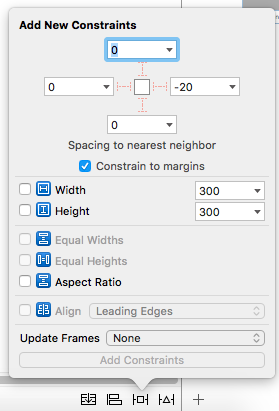 Add New Constraints
0
0
-20
0
Spacing to nearest neighbor
Constrain to margins
Width
300
Height
300
Equal Widths
Equal Heights
Aspect Ratio
Align
Leading Edges
Update Frames
None
Add Constraints